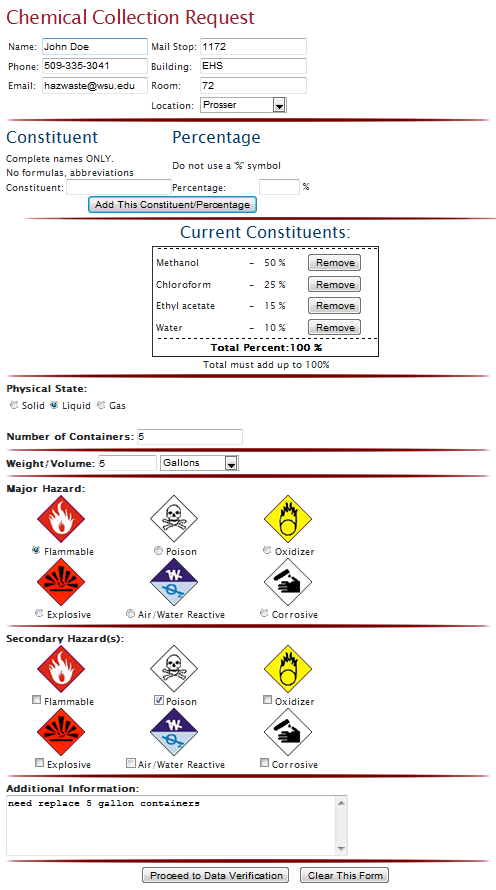 Chemical Collection Request
Name: John Doe Mail Stop: 1172
Phone: 509-335-3041 Building: EHS
Email: hazwaste@wsu.edu Room: 72
Location: Prosser
Constituent Percentage
Complete names ONLY.
No formulas, abbreviations
Do not use a '%' symbol
Constituent: Percentage: %
Add This Constituent/Percentage
Current Constituents:
Methanol - 50 % Remove
Chloroform - 25 % Remove
Ethyl acetate - 15 % Remove
Water - 10 % Remove
Total Percent:100 %
Total must add up to 100%
Physical State:
Solid Liquid Gas
Number of Containers: 5
Weight/Volume: 5 Gallons
Major Hazard:
W
Flammable Poison Oxidizer
Explosive Air/Water Reactive Corrosive
Secondary Hazard(s):
W
Flammable Poison Oxidizer
Explosive Air/Water Reactive Corrosive
Additional Information:
need replace 5 gallon containers
Proceed to Data Verification Clear This Form